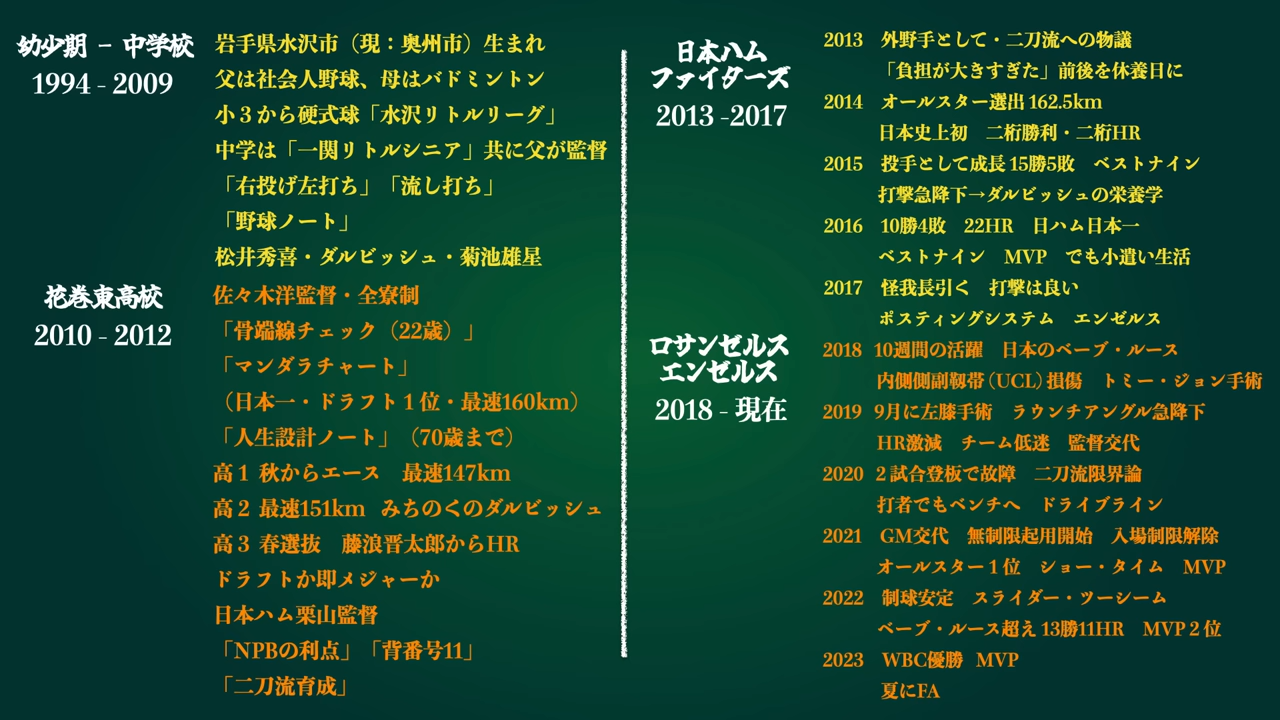 幼少期 - 中学校
1994 - 2009
岩手県水沢市（現：奥州市）生まれ
父は社会人野球、母はバドミントン
小３から硬式球「水沢リトルリーグ」
中学は「一関リトルシニア」共に父が監督
「右投げ左打ち」「流し打ち」
「野球ノート」
松井秀喜・ダルビッシュ・菊池雄星
花巻東高校
2010 - 2012
佐々木洋監督・全寮制
「骨端線チェック（22歳）」
「マンダラチャート」
（日本一・ドラフト１位・最速160km）
「人生設計ノート」（70歳まで）
高１ 秋からエース　最速147km
高２ 最速151km　みちのくのダルビッシュ
高３ 春選抜　藤浪晋太郎からHR
ドラフトか即メジャーか
日本ハム栗山監督
「NPBの利点」「背番号11」
「二刀流育成」
日本ハム
ファイターズ
2013 -2017
2013　外野手として・二刀流への物議
「負担が大きすぎた」前後を休養日に
2014　オールスター選出 162.5km
日本史上初　二桁勝利・二桁HR
2015　投手として成長 15勝5敗　ベストナイン
打撃急降下→ダルビッシュの栄養学
2016　10勝4敗　22HR　日ハム日本一
ベストナイン　MVP　でも小遣い生活
2017　怪我長引く　打撃は良い
ポスティングシステム　エンゼルス
ロサンゼルス
エンゼルス
2018 - 現在
2018　10週間の活躍　日本のベーブ・ルース
内側側副靱帯（UCL）損傷　トミー・ジョン手術
2019　9月に左膝手術　ラウンチアングル急降下
HR激減　チーム低迷　監督交代
2020　２試合登板で故障　二刀流限界論
打者でもベンチへ　ドライブライン
2021　GM交代　無制限起用開始　入場制限解除
オールスター１位　ショー・タイム　MVP
2022　制球安定　スライダー・ツーシーム
ベーブ・ルース超え 13勝11HR　MVP２位
2023　WBC優勝　MVP
夏にFA